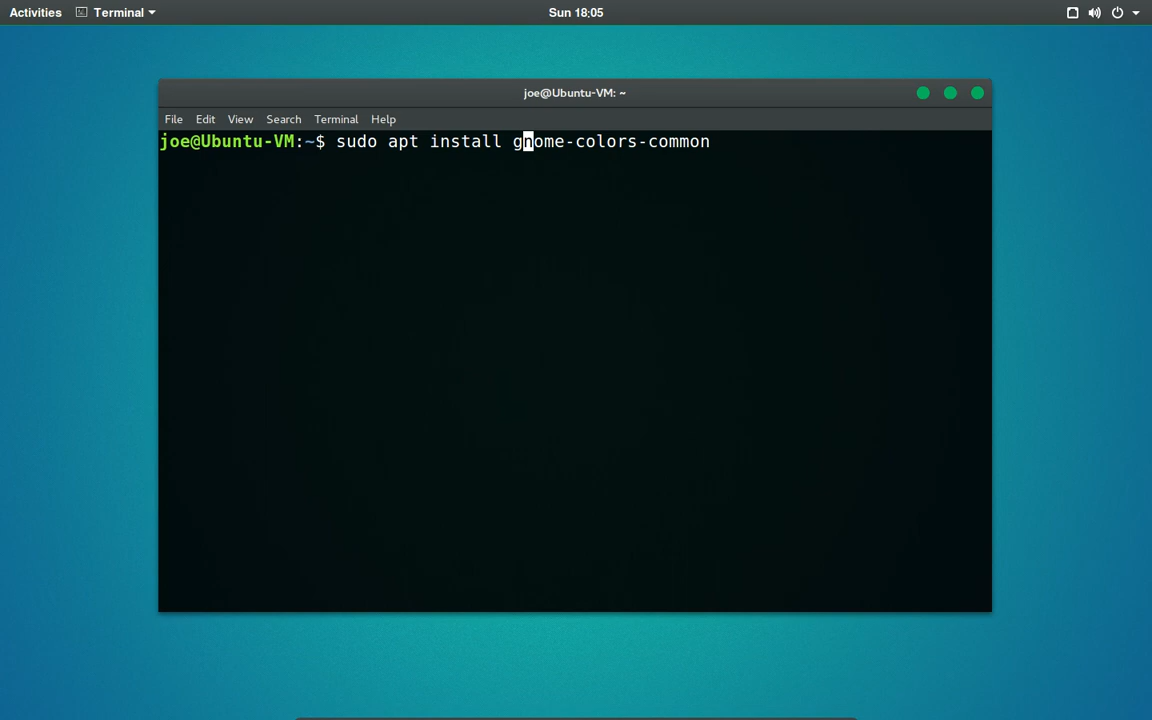 Activities Terminal Sun 18:05
joe@Ubuntu-VM: ~
File Edit View Search Terminal Help
joe@Ubuntu-VM:~$ sudo apt install gnome-colors-common